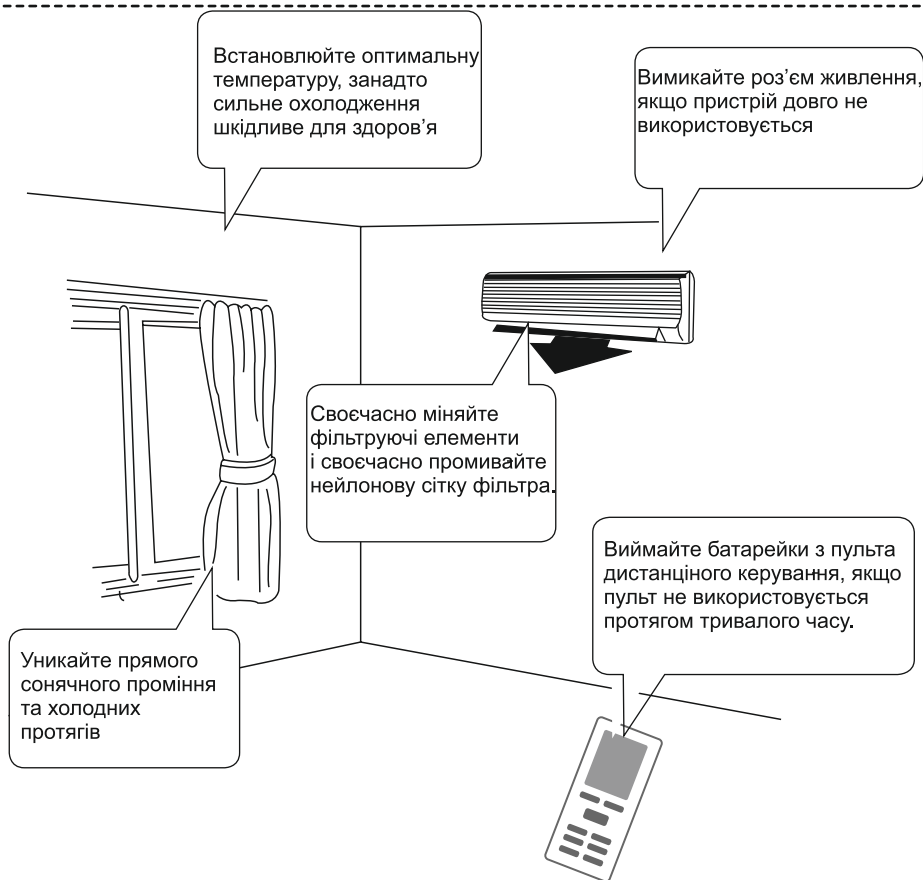 Встановлюйте оптимальну
температуру, занадто
сильне охолодження
шкідливе для здоров’я
Вимикайте роз’єм живлення,
якщо пристрій довго не
використовується
Своєчасно міняйте
фільтруючі елементи
і своєчасно промивайте
нейлонову сітку фільтра.
Виймайте батарейки з пульта
дистанціного керування, якщо
пульт не використовується
протягом тривалого часу.
Уникайте прямого
сонячного проміння
та холодних
протягів